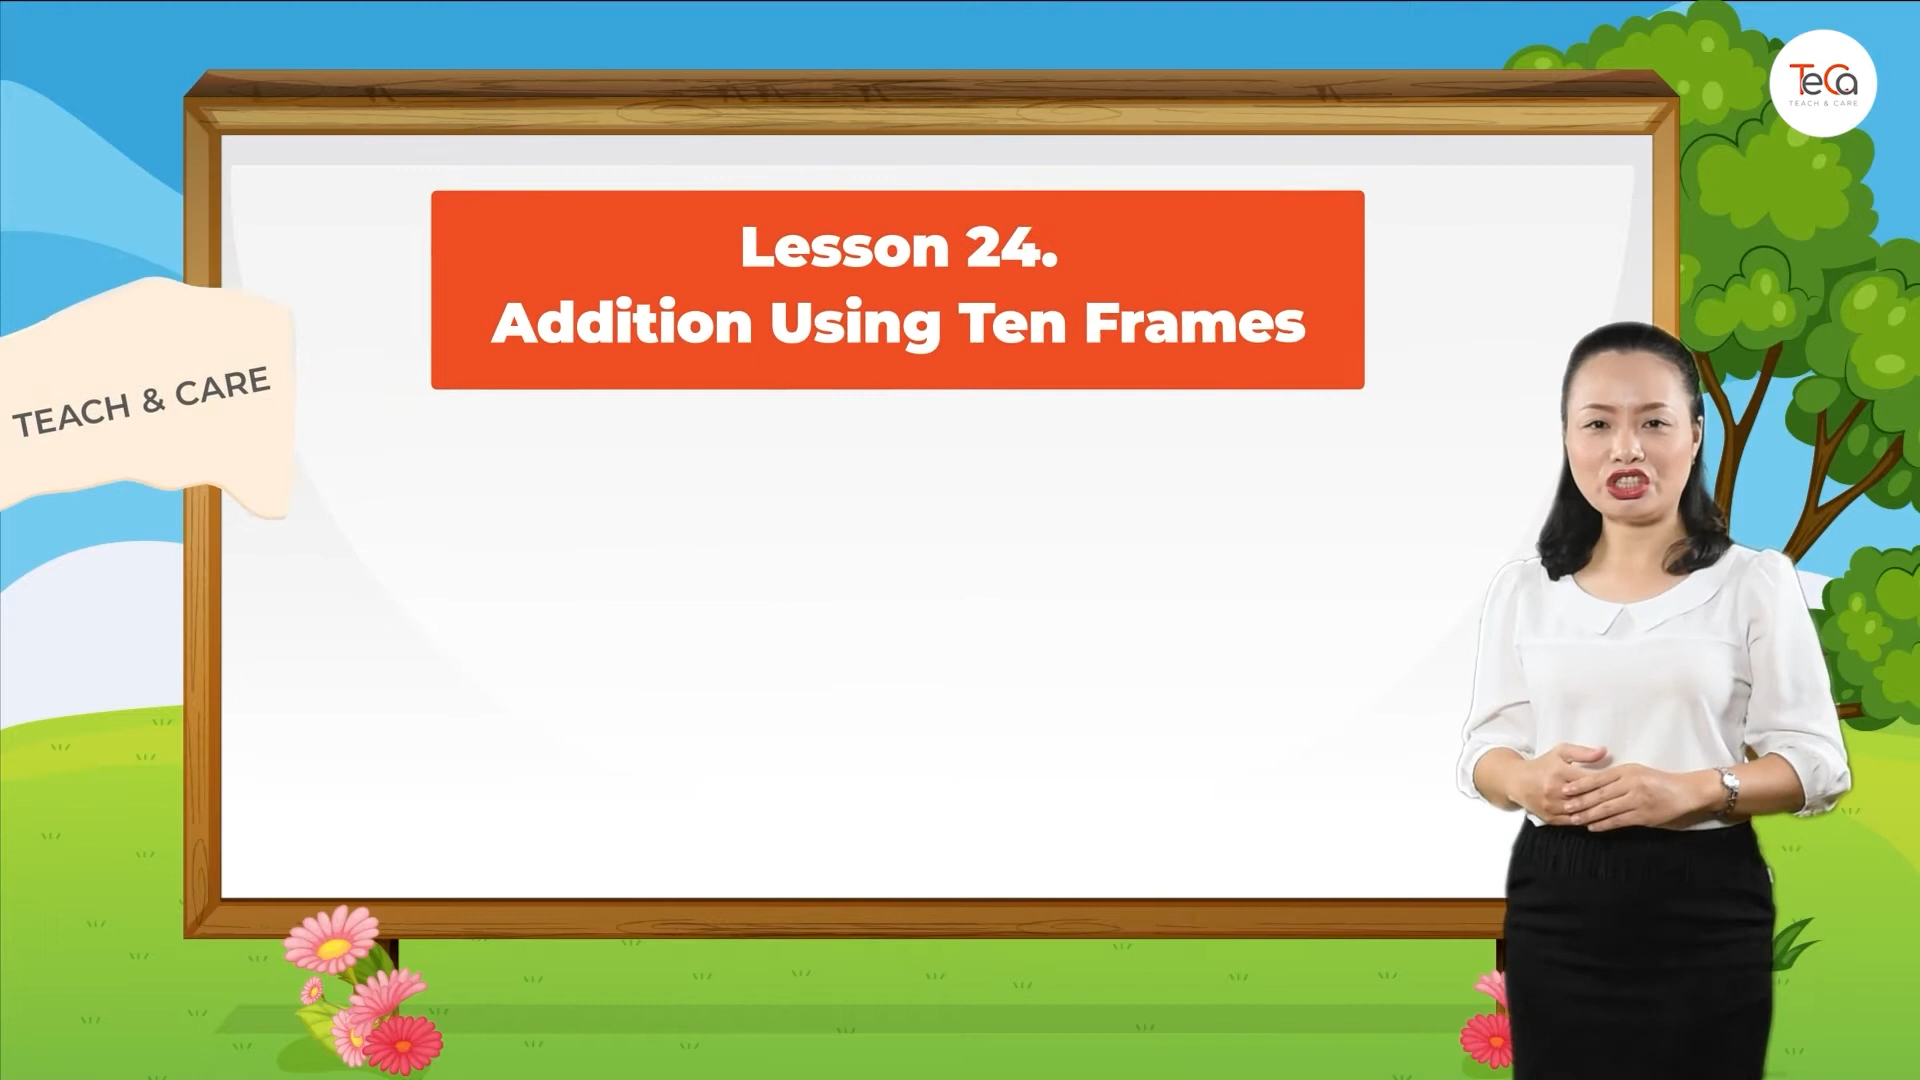 TeCa
TEACH & CARE
Lesson 24.
Addition Using Ten Frames
TEACH & CARE